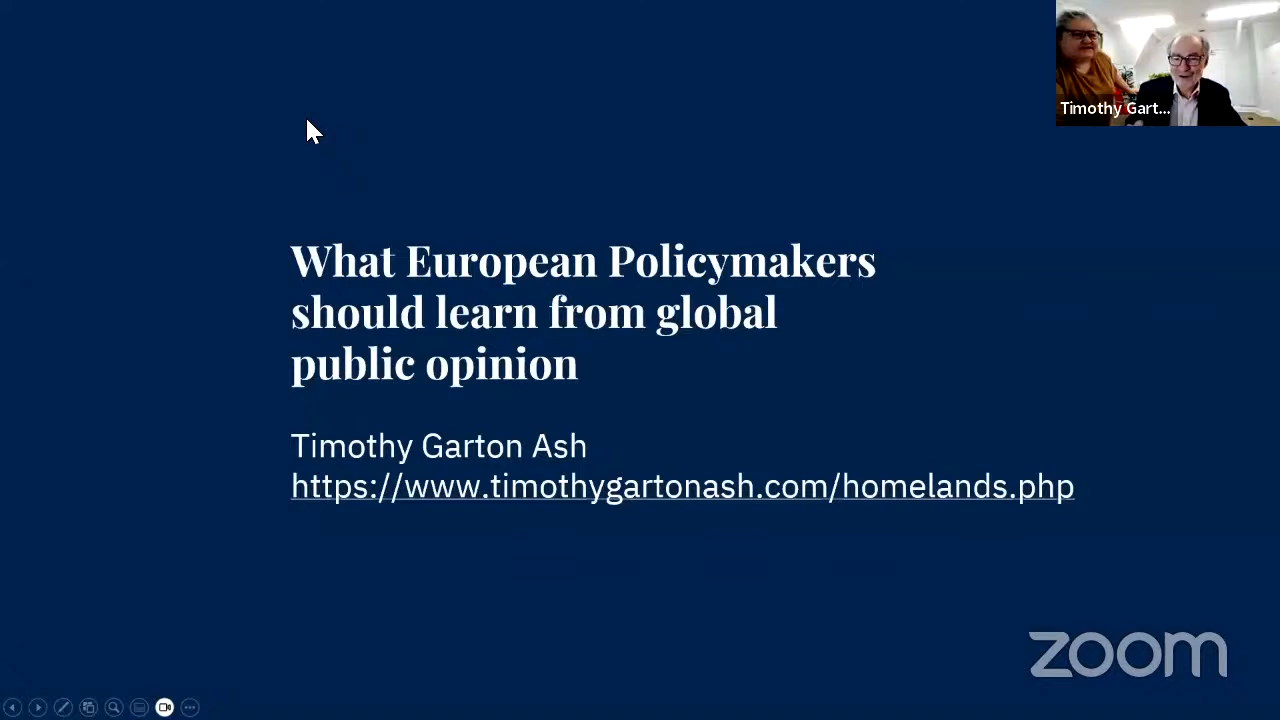 Timothy Gart...
What European Policymakers
should learn from global
public opinion
Timothy Garton Ash
https://www.timothygartonash.com/homelands.php
zoom